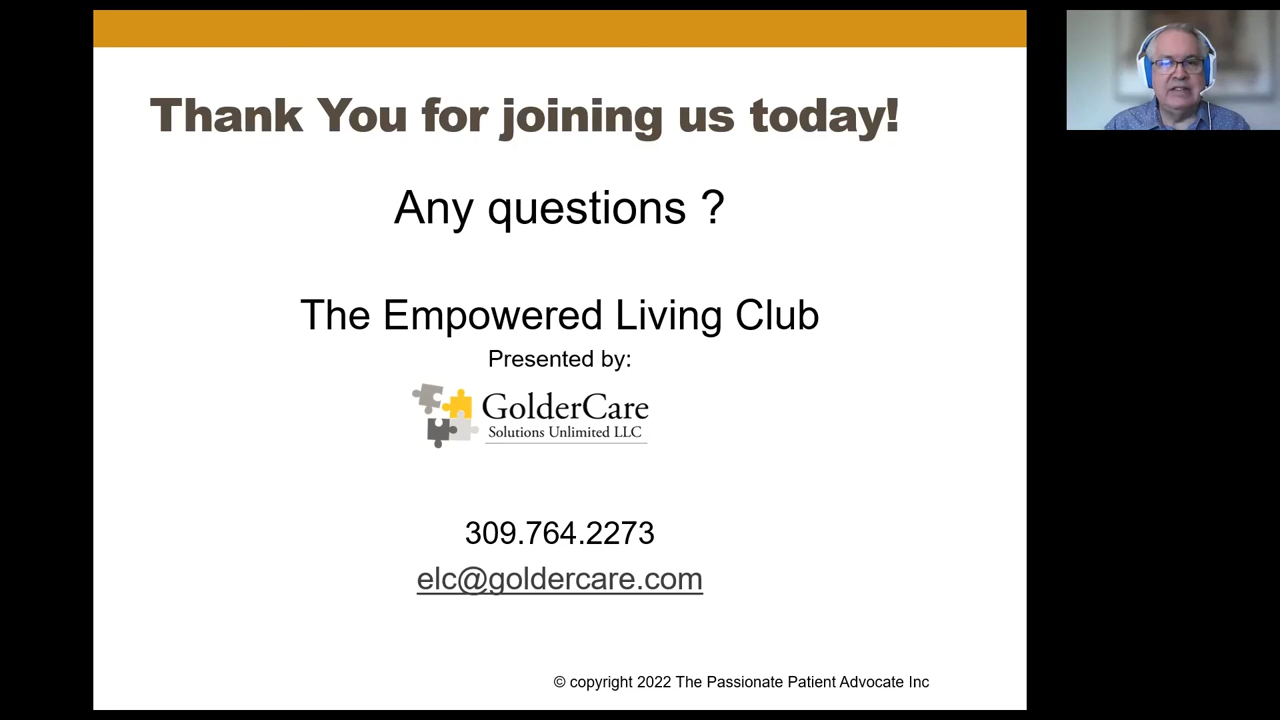 Thank You for joining us today!
Any questions ?
The Empowered Living Club
Presented by:
GolderCare
Solutions Unlimited LLC
309.764.2273
elc@goldercare.com
© copyright 2022 The Passionate Patient Advocate Inc